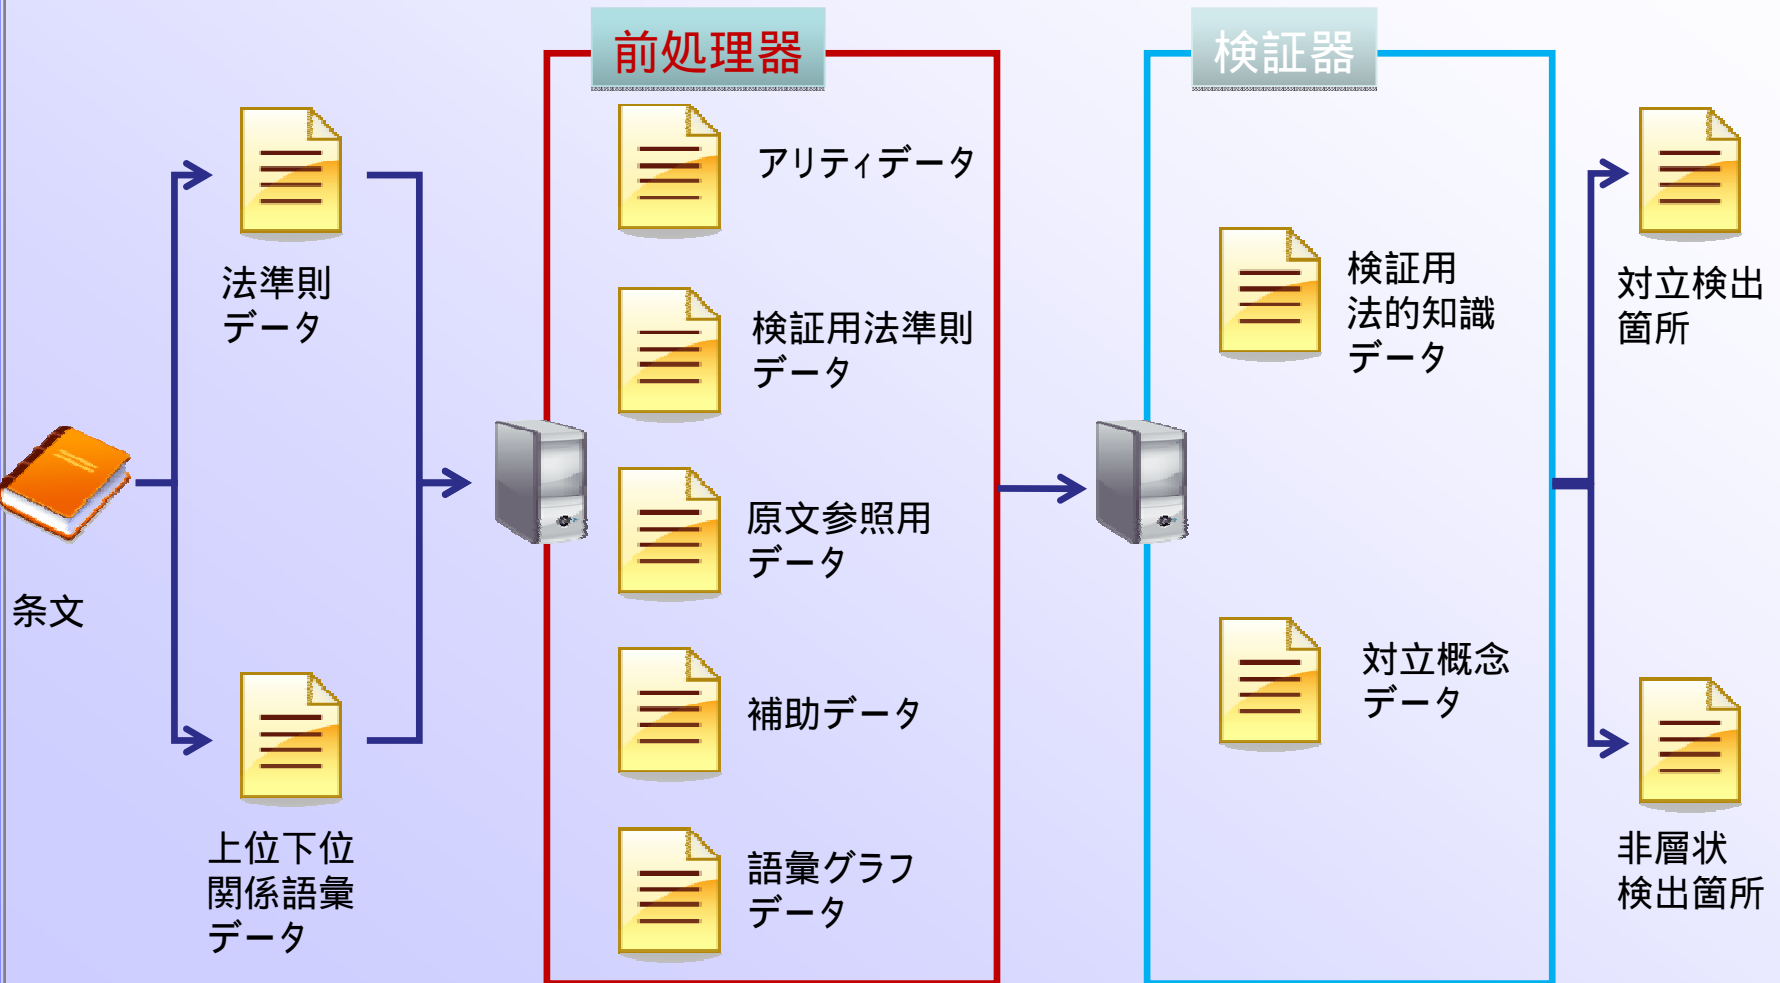 前処理器
検証器
アリティデータ
法準則
データ
検証用法準則
データ
検証用
法的知識
データ
対立検出
箇所
条文
原文参照用
データ
補助データ
対立概念
データ
上位下位
関係語彙
データ
語彙グラフ
データ
非層状
検出箇所